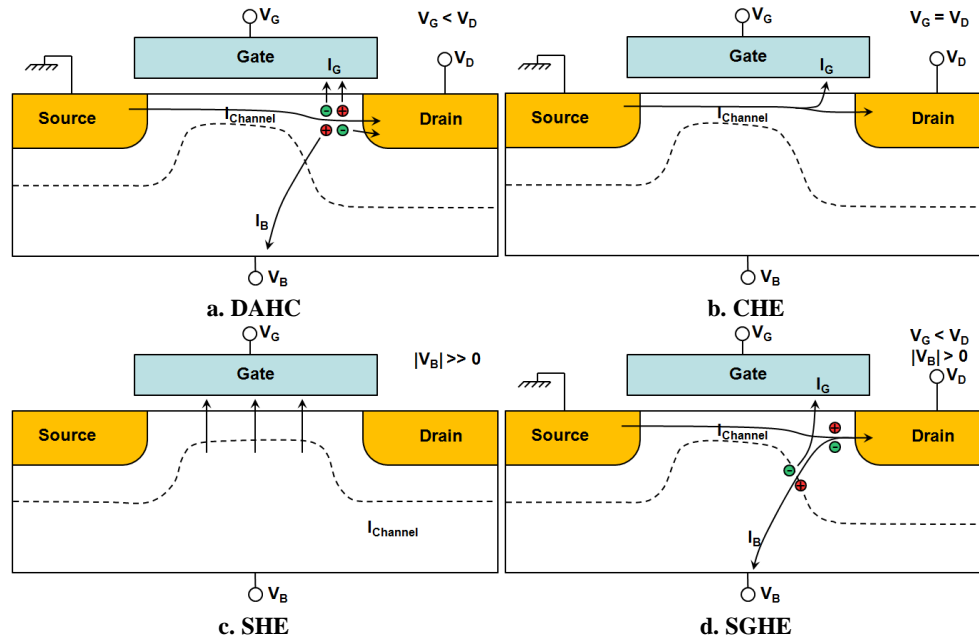 V_G
V_G < V_D
Gate
I_G
V_D
Source
I_Channel
Drain
- +
+ -
I_B
V_B
a. DAHC
V_G
V_G = V_D
Gate
I_G
V_D
Source
I_Channel
Drain
V_B
b. CHE
V_G
|V_B| >> 0
Gate
Source
Drain
I_Channel
V_B
c. SHE
V_G
V_G < V_D
|V_B| > 0
Gate
I_G
V_D
Source
I_Channel
+
Drain
-
-
+
I_B
V_B
d. SGHE